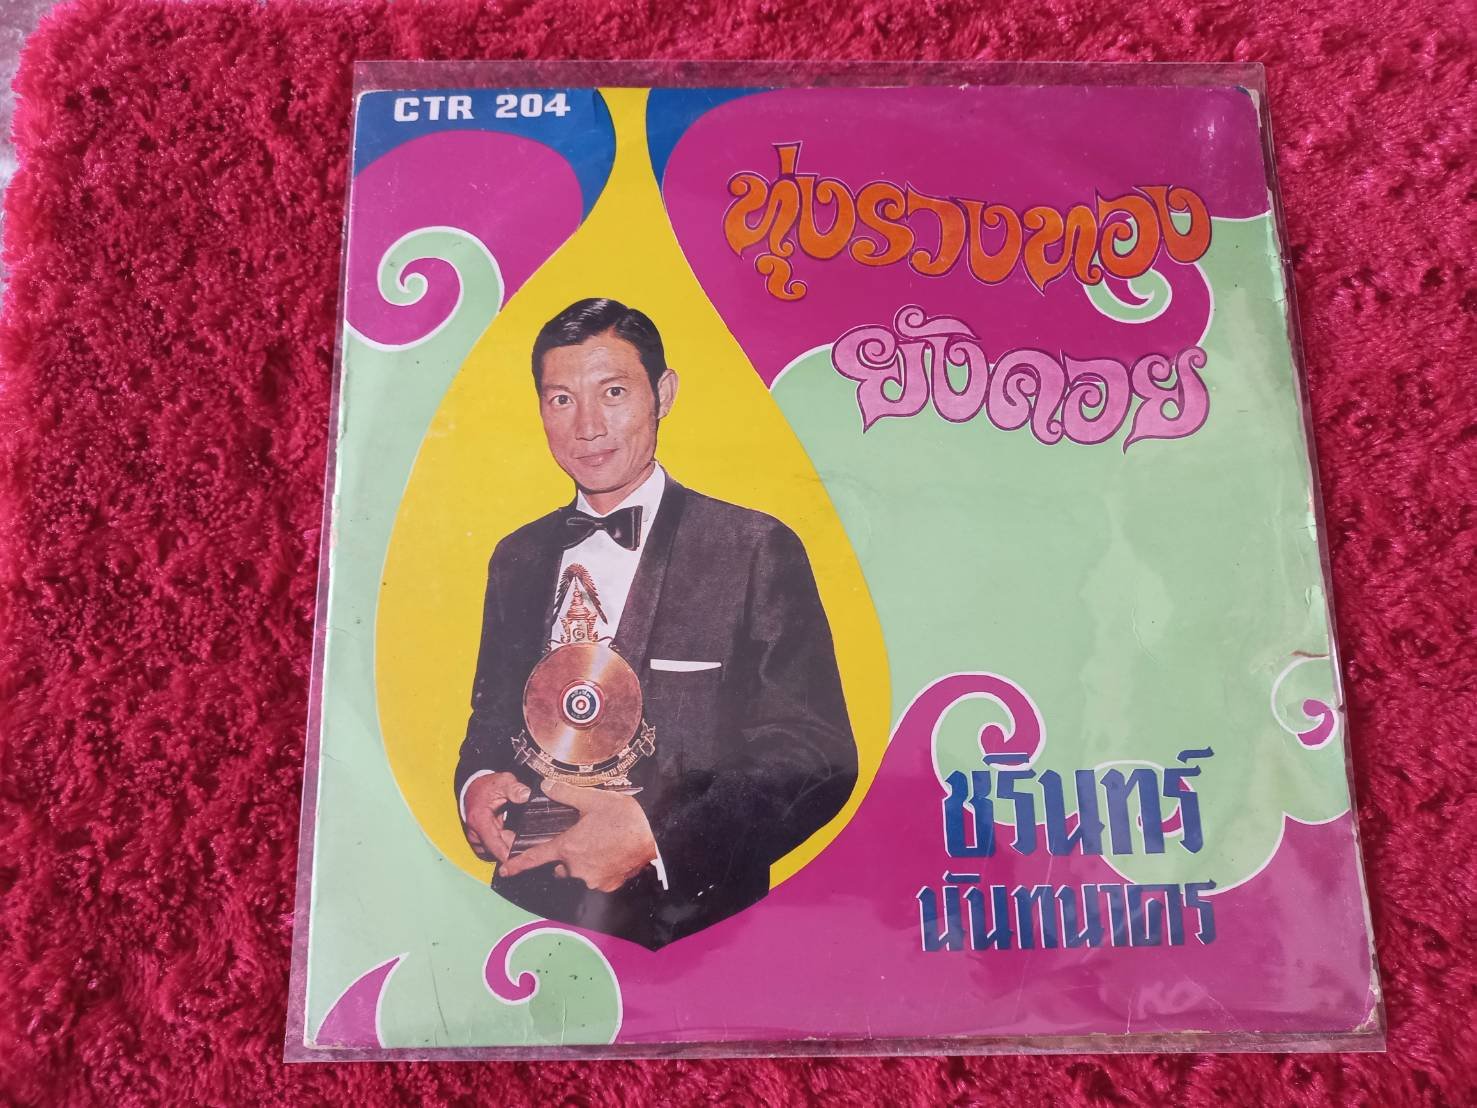 CTR 204
ทุ่งรวงทอง
ยังคอย
ชรินทร์
นันทนาคร